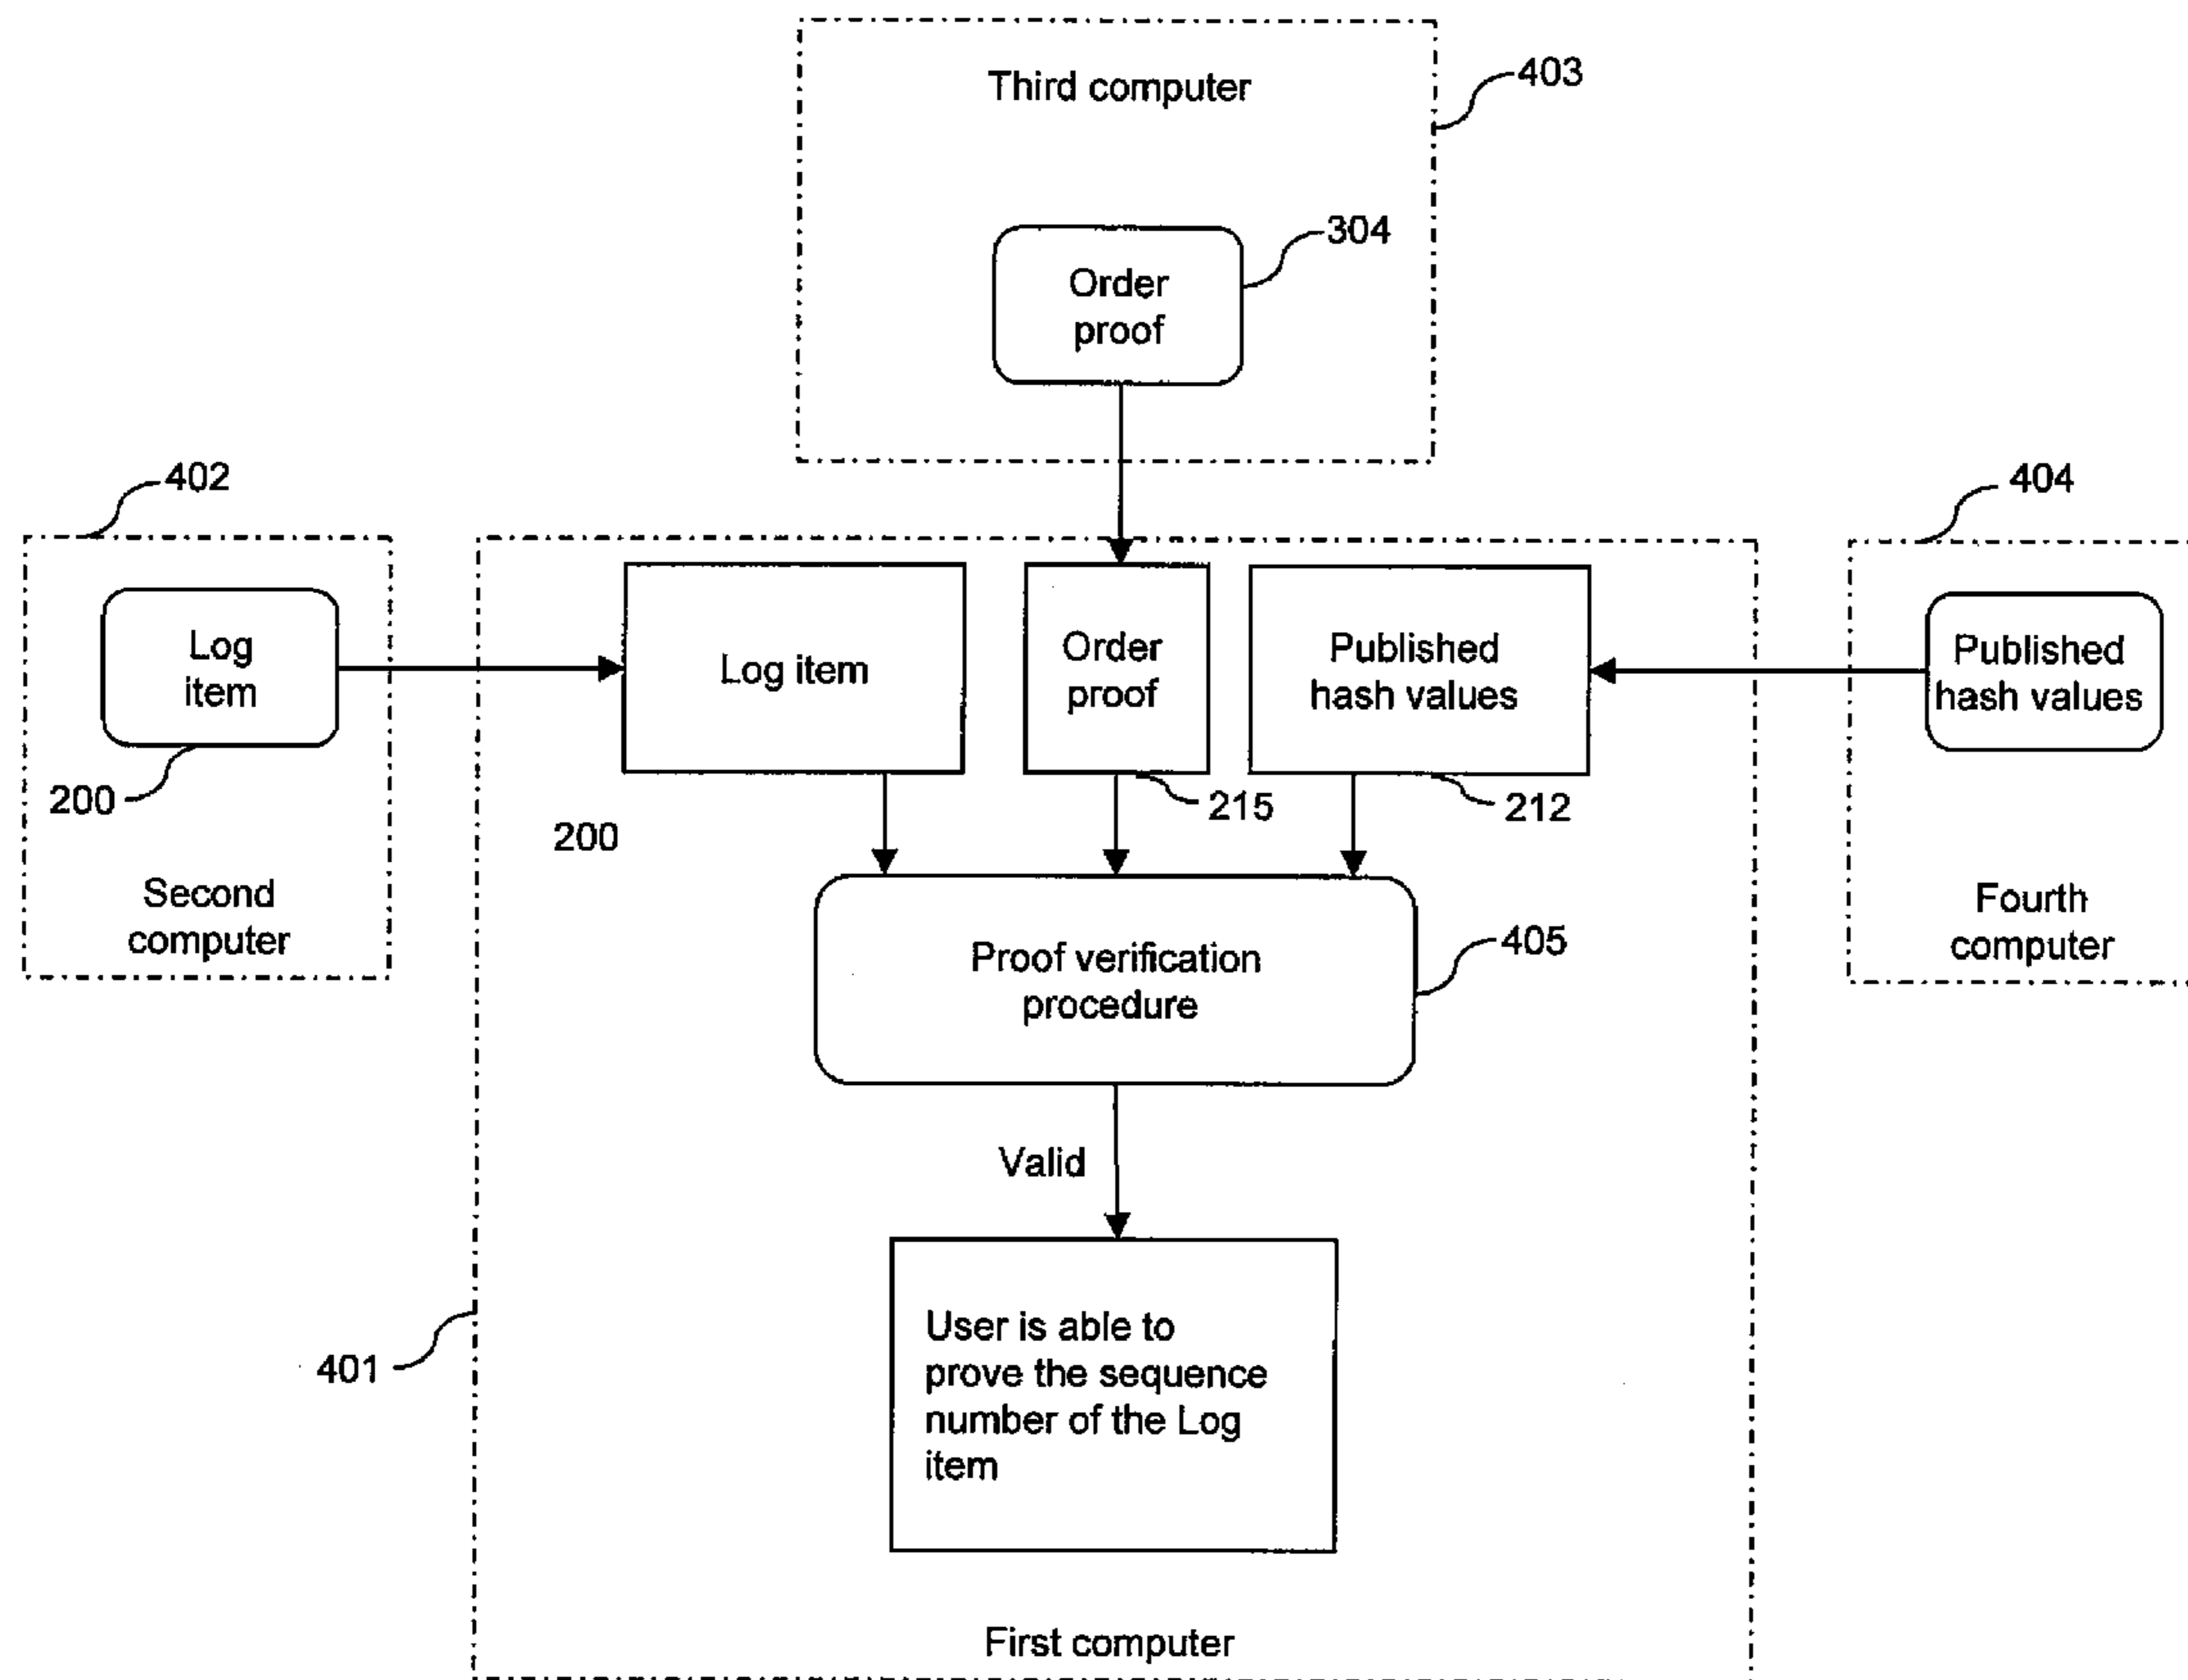 Third computer
403
304
Order
proof
402
404
Log
item
Log item
Order
proof
Published
hash values
Published
hash values
200
200
215
212
Second
computer
Fourth
computer
Proof verification
procedure
405
Valid
401
User is able to
prove the sequence
number of the Log
item
First computer